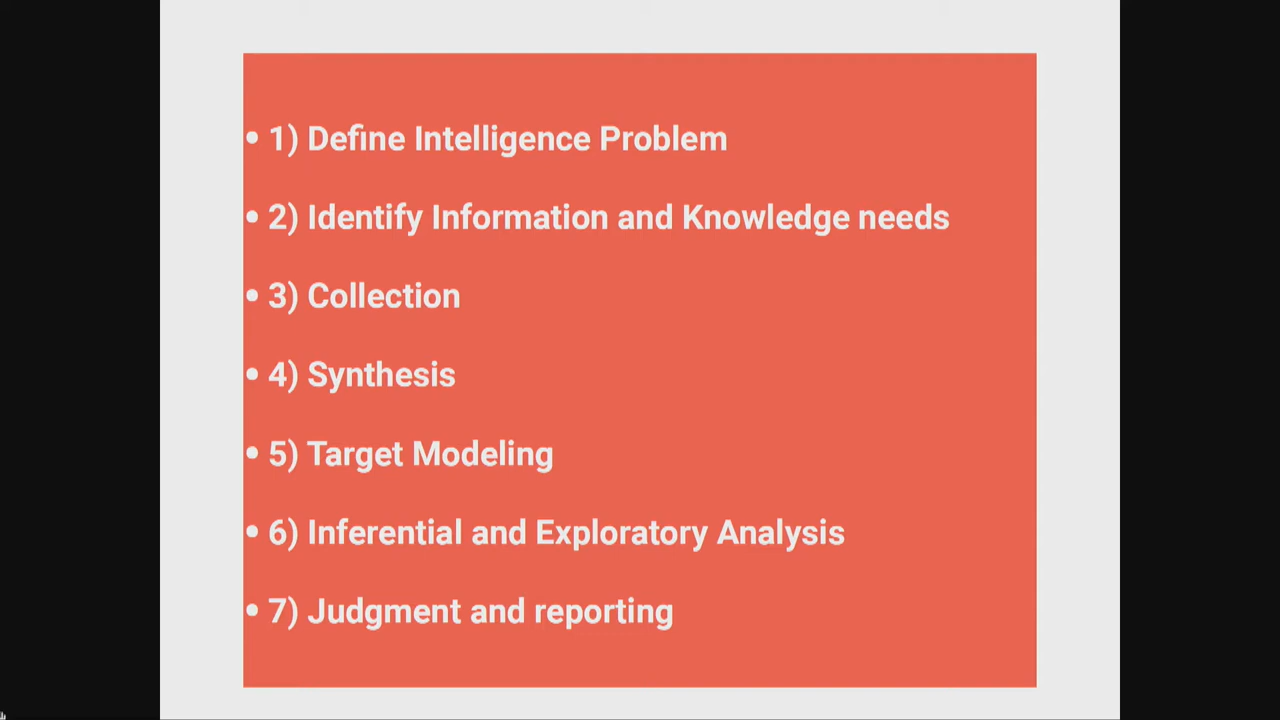 • 1) Define Intelligence Problem
• 2) Identify Information and Knowledge needs
• 3) Collection
• 4) Synthesis
• 5) Target Modeling
• 6) Inferential and Exploratory Analysis
• 7) Judgment and reporting